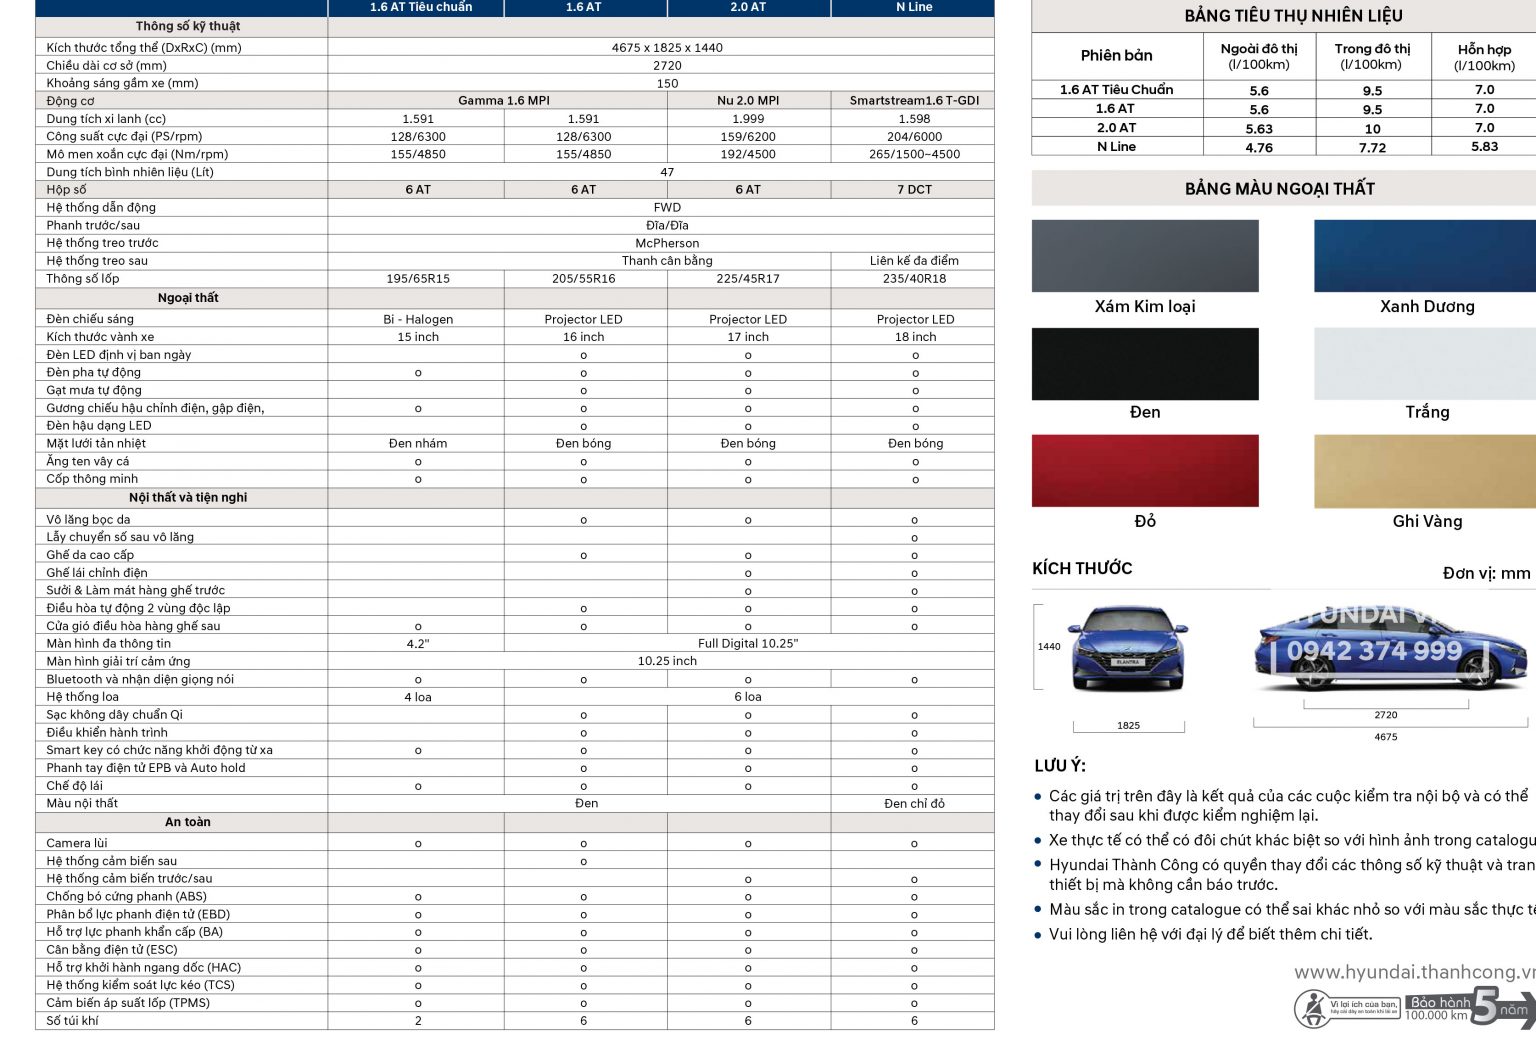 1.6 AT Tiêu chuẩn 1.6 AT 2.0 AT N Line
Thông số kỹ thuật
Kích thước tổng thể (DxRxC) (mm) 4675 x 1825 x 1440
Chiều dài cơ sở (mm) 2720
Khoảng sáng gầm xe (mm) 150
Động cơ Gamma 1.6 MPI Nu 2.0 MPI Smartstream1.6 T-GDI
Dung tích xi lanh (cc) 1.591 1.591 1.999 1.598
Công suất cực đại (PS/rpm) 128/6300 128/6300 159/6200 204/6000
Mô men xoắn cực đại (Nm/rpm) 155/4850 155/4850 192/4500 265/1500~4500
Dung tích bình nhiên liệu (Lít) 47
Hộp số 6 AT 6 AT 6 AT 7 DCT
Hệ thống dẫn động FWD
Phanh trước/sau Đĩa/Đĩa
Hệ thống treo trước McPherson
Hệ thống treo sau Thanh cân bằng Liên kế đa điểm
Thông số lốp 195/65R15 205/55R16 225/45R17 235/40R18
Ngoại thất
Đèn chiếu sáng Bi - Halogen Projector LED Projector LED Projector LED
Kích thước vành xe 15 inch 16 inch 17 inch 18 inch
Đèn LED định vị ban ngày o o o
Đèn pha tự động o o o o
Gạt mưa tự động o o o
Gương chiếu hậu chỉnh điện, gập điện, o o o o
Đèn hậu dạng LED o o o
Mặt lưới tản nhiệt Đen nhám Đen bóng Đen bóng Đen bóng
Ăng ten vây cá o o o o
Cốp thông minh o o o o
Nội thất và tiện nghi
Vô lăng bọc da o o o
Lẫy chuyển số sau vô lăng o
Ghế da cao cấp o o o
Ghế lái chỉnh điện o o
Sưởi & Làm mát hàng ghế trước o o
Điều hòa tự động 2 vùng độc lập o o o
Cửa gió điều hòa hàng ghế sau o o o o
Màn hình đa thông tin 4.2" Full Digital 10.25"
Màn hình giải trí cảm ứng 10.25 inch
Bluetooth và nhận diện giọng nói o o o o
Hệ thống loa 4 loa 6 loa
Sạc không dây chuẩn Qi o o o
Điều khiển hành trình o o o
Smart key có chức năng khởi động từ xa o o o o
Phanh tay điện tử EPB và Auto hold o o o
Chế độ lái o o o o
Màu nội thất Đen Đen chỉ đỏ
An toàn
Camera lùi o o o o
Hệ thống cảm biến sau o
Hệ thống cảm biến trước/sau o o
Chống bó cứng phanh (ABS) o o o o
Phân bổ lực phanh điện tử (EBD) o o o o
Hỗ trợ lực phanh khẩn cấp (BA) o o o o
Cân bằng điện tử (ESC) o o o o
Hỗ trợ khởi hành ngang dốc (HAC) o o o o
Hệ thống kiểm soát lực kéo (TCS) o o o o
Cảm biến áp suất lốp (TPMS) o o o o
Số túi khí 2 6 6 6
BẢNG TIÊU THỤ NHIÊN LIỆU
Phiên bản Ngoài đô thị Trong đô thị Hỗn hợp
(l/100km) (l/100km) (l/100km)
1.6 AT Tiêu Chuẩn 5.6 9.5 7.0
1.6 AT 5.6 9.5 7.0
2.0 AT 5.63 10 7.0
N Line 4.76 7.72 5.83
BẢNG MÀU NGOẠI THẤT
Xám Kim loại Xanh Dương
Đen Trắng
Đỏ Ghi Vàng
KÍCH THƯỚC Đơn vị: mm
HYUNDAI
0942 374 999
1440
ELANTRA
1825
2720
4675
LƯU Ý:
• Các giá trị trên đây là kết quả của các cuộc kiểm tra nội bộ và có thể
thay đổi sau khi được kiểm nghiệm lại.
• Xe thực tế có thể có đôi chút khác biệt so với hình ảnh trong catalogu
• Hyundai Thành Công có quyền thay đổi các thông số kỹ thuật và tran
thiết bị mà không cần báo trước.
• Màu sắc in trong catalogue có thể sai khác nhỏ so với màu sắc thực tế
• Vui lòng liên hệ với đại lý để biết thêm chi tiết.
www.hyundai.thanhcong.vn
Vì lợi ích của bạn,
hãy cài dây an toàn khi lái xe
Bảo hành 5 năm
100.000 km